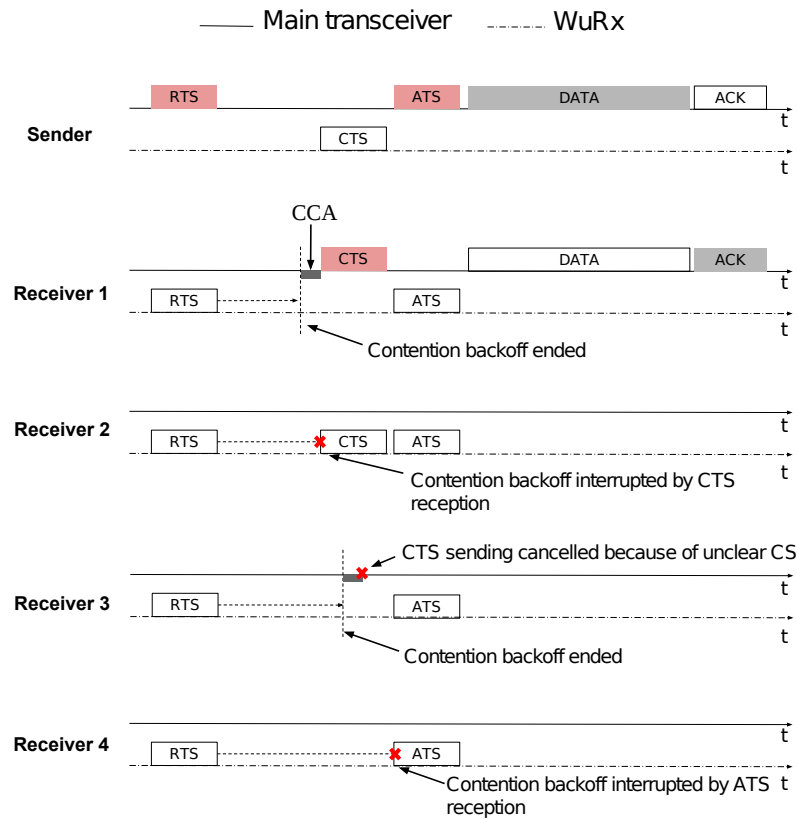 Main transceiver WuRx
RTS ATS DATA ACK
t
Sender
CTS
t
CCA
CTS DATA ACK
t
Receiver 1
RTS ATS
t
Contention backoff ended
t
Receiver 2
RTS CTS ATS
t
Contention backoff interrupted by CTS
reception
CTS sending cancelled because of unclear CS
t
Receiver 3
RTS ATS
t
Contention backoff ended
t
Receiver 4
RTS ATS
t
Contention backoff interrupted by ATS
reception